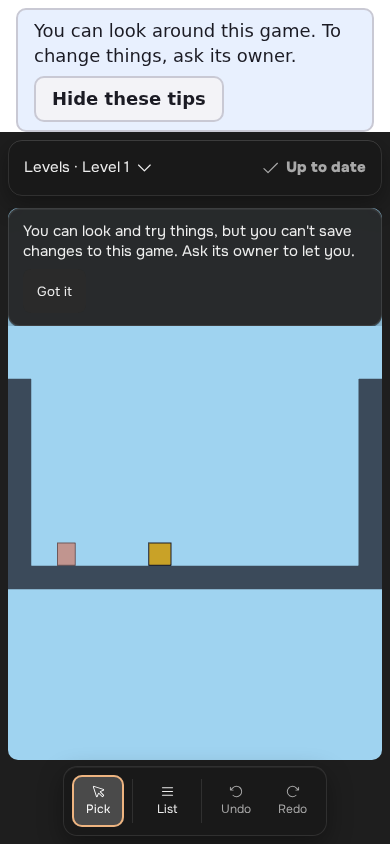 You can look around this game. To
change things, ask its owner.
Hide these tips
Levels · Level 1
Up to date
You can look and try things, but you can't save
changes to this game. Ask its owner to let you.
Got it
Pick
List
Undo
Redo